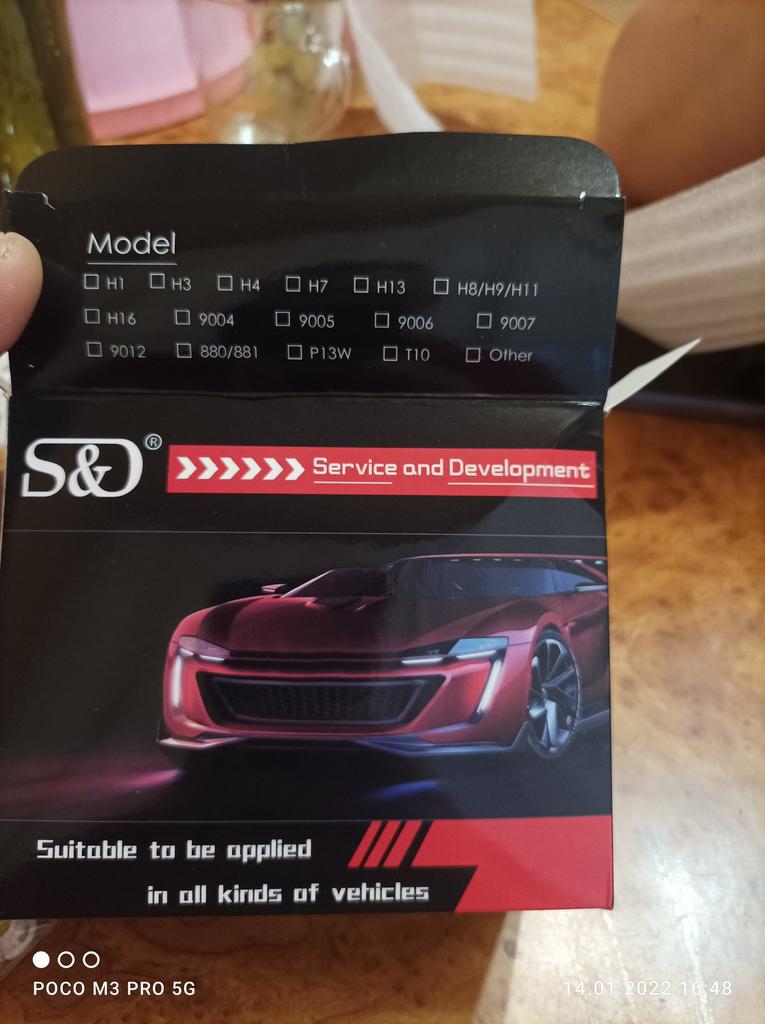 Model
☐ H1 ☐ H3 ☐ H4 ☐ H7 ☐ H13 ☐ H8/H9/H11
☐ H16 ☐ 9004 ☐ 9005 ☐ 9006 ☐ 9007
☐ 9012 ☐ 880/881 ☐ P13W ☐ T10 ☐ Other
S&D® Service and Development
Suitable to be applied
in all kinds of vehicles
POCO M3 PRO 5G 14.01.2022 16:48